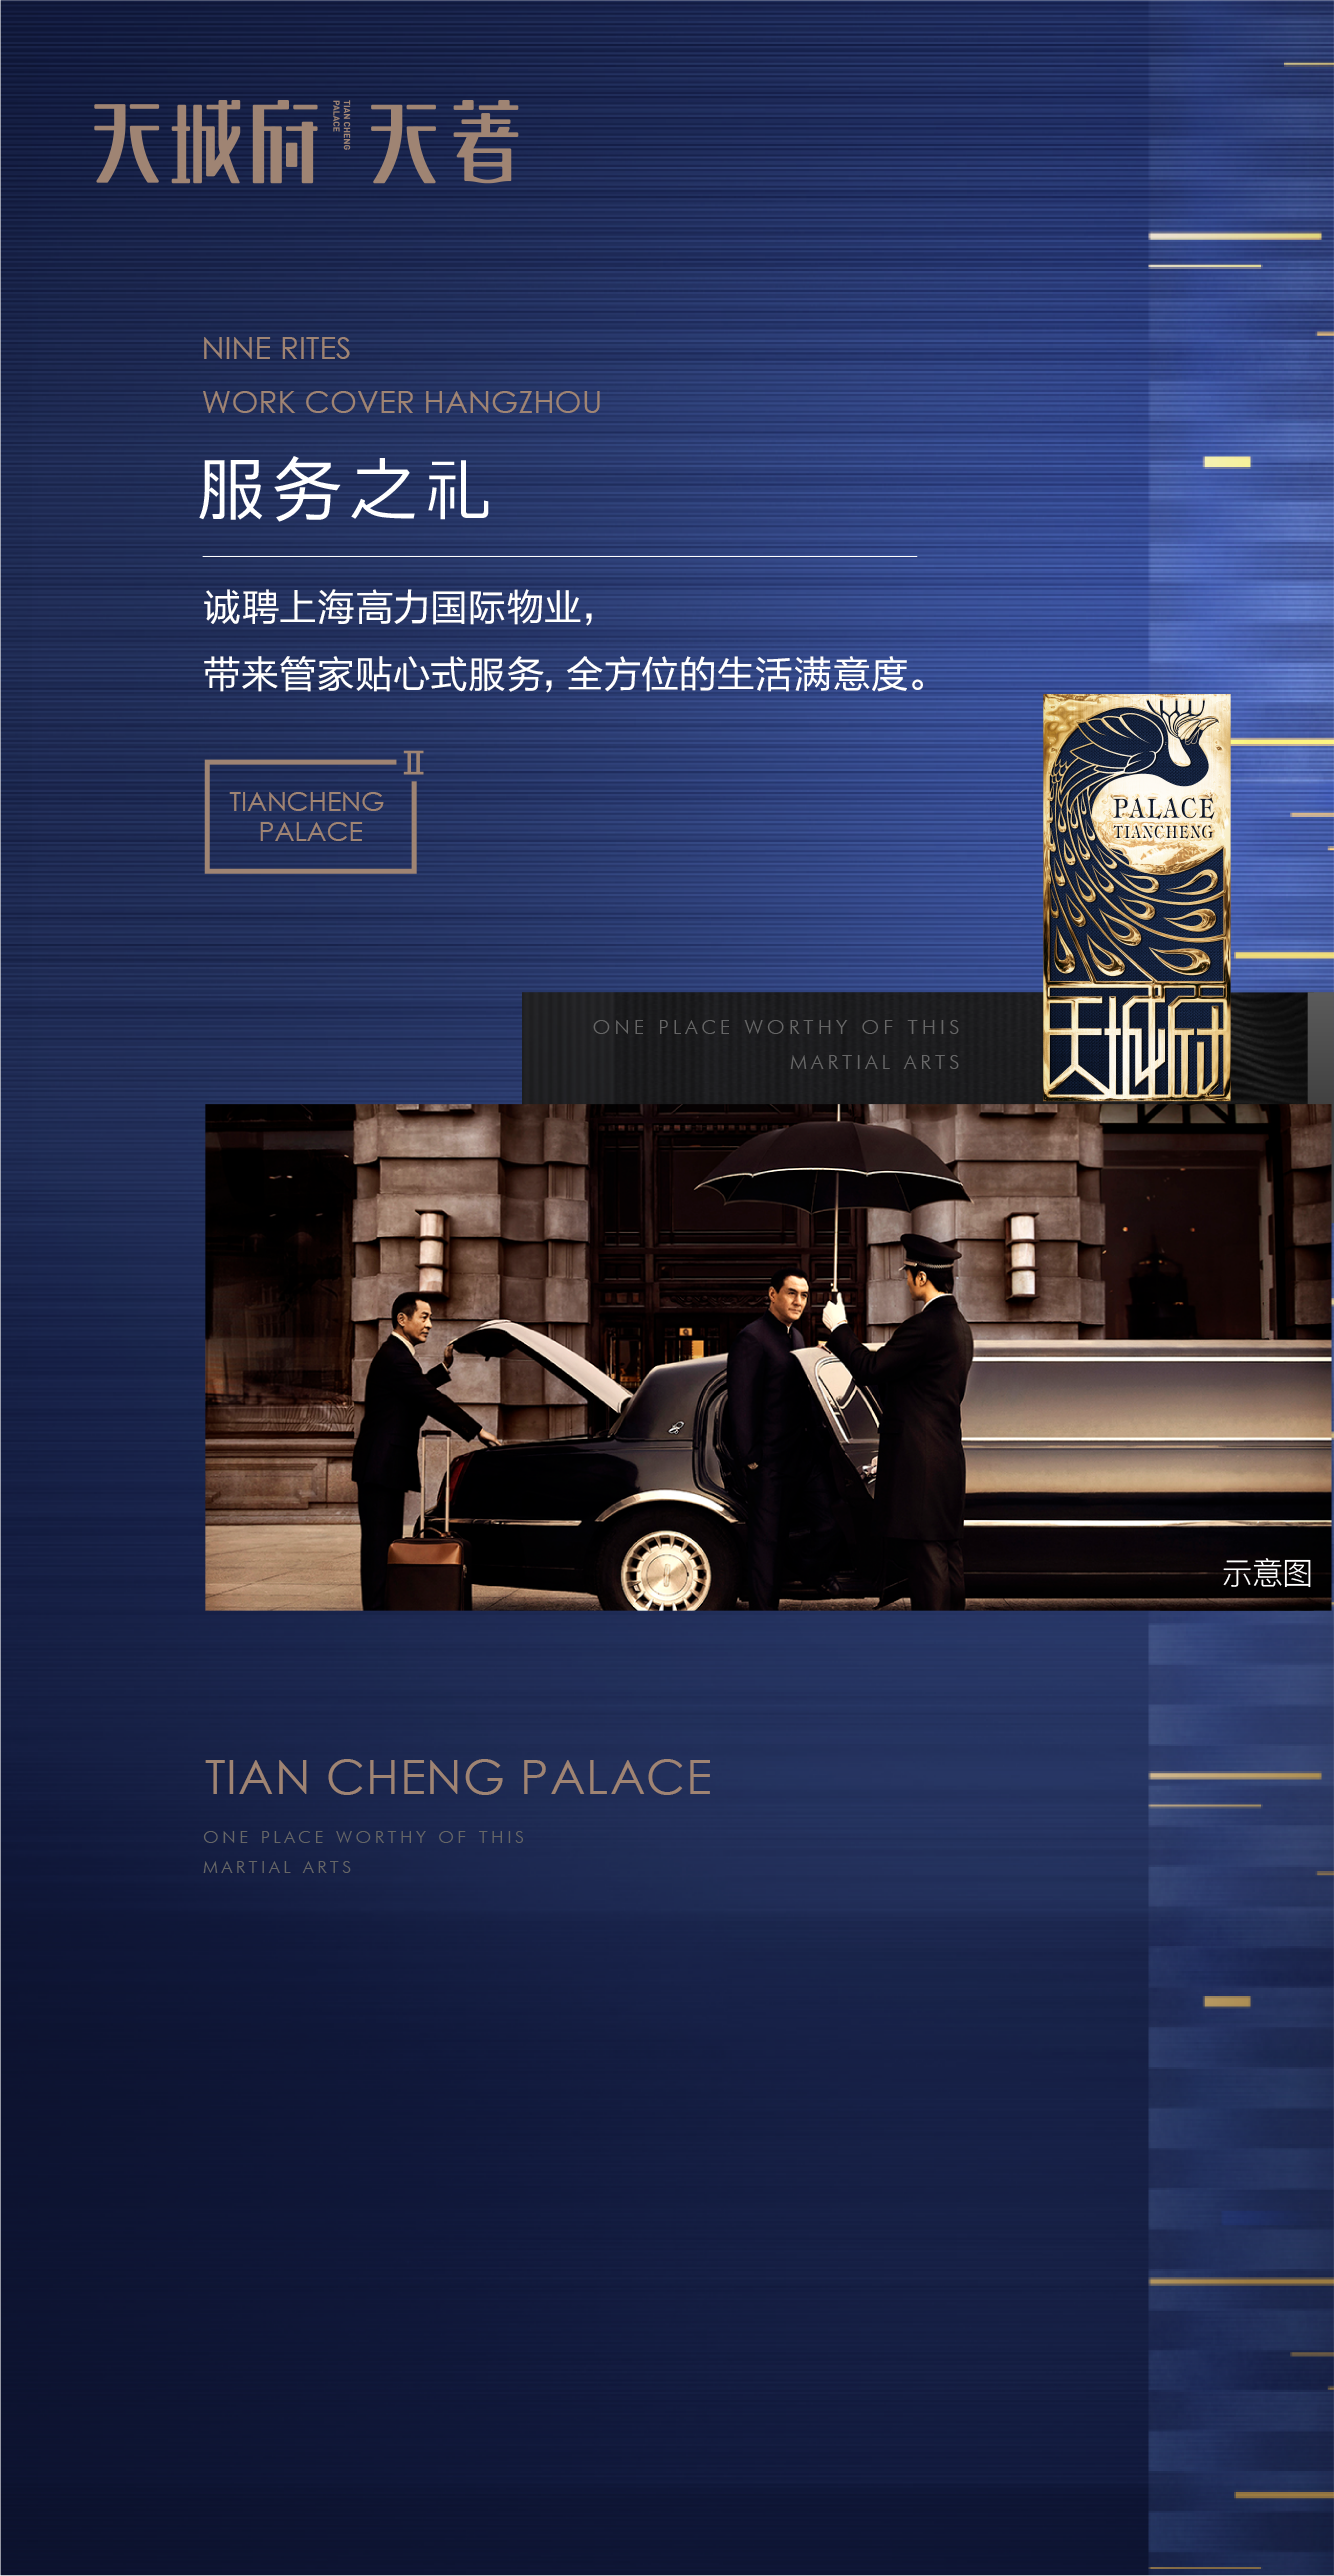 天城府 TIAN CHENG PALACE 天著
NINE RITES
WORK COVER HANGZHOU
服务之礼
诚聘上海高力国际物业，
带来管家贴心式服务，全方位的生活满意度。
II
TIANCHENG
PALACE
PALACE
TIANCHENG
天城府
ONE PLACE WORTHY OF THIS
MARTIAL ARTS
示意图
TIAN CHENG PALACE
ONE PLACE WORTHY OF THIS
MARTIAL ARTS